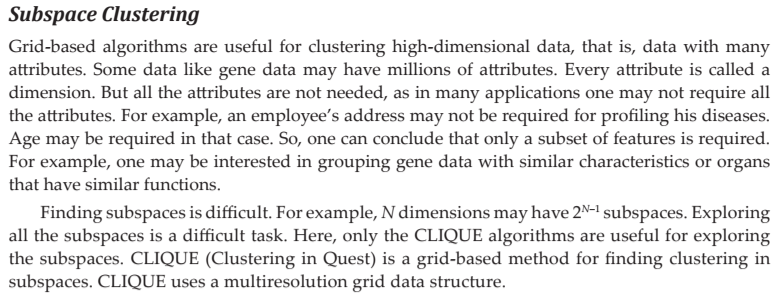 Subspace Clustering
Grid-based algorithms are useful for clustering high-dimensional data, that is, data with many
attributes. Some data like gene data may have millions of attributes. Every attribute is called a
dimension. But all the attributes are not needed, as in many applications one may not require all
the attributes. For example, an employee's address may not be required for profiling his diseases.
Age may be required in that case. So, one can conclude that only a subset of features is required.
For example, one may be interested in grouping gene data with similar characteristics or organs
that have similar functions.
Finding subspaces is difficult. For example, N dimensions may have 2^{N–1} subspaces. Exploring
all the subspaces is a difficult task. Here, only the CLIQUE algorithms are useful for exploring
the subspaces. CLIQUE (Clustering in Quest) is a grid-based method for finding clustering in
subspaces. CLIQUE uses a multiresolution grid data structure.